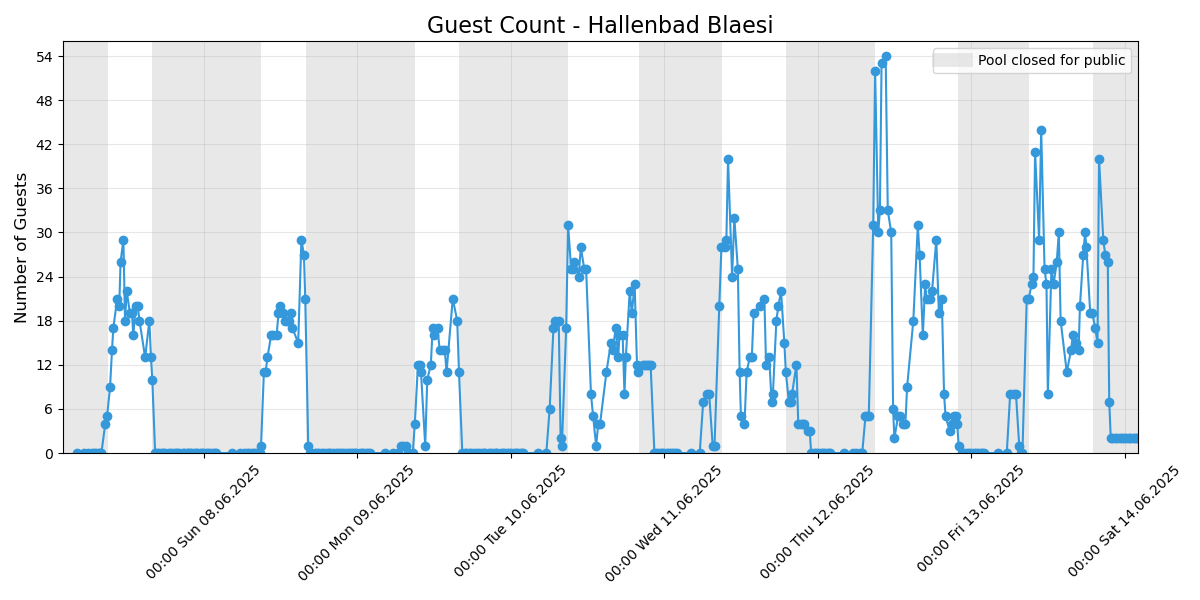 Guest Count - Hallenbad Blaesi
Pool closed for public
Number of Guests
54
48
42
36
30
24
18
12
6
0
00:00 Sun 08.06.2025
00:00 Mon 09.06.2025
00:00 Tue 10.06.2025
00:00 Wed 11.06.2025
00:00 Thu 12.06.2025
00:00 Fri 13.06.2025
00:00 Sat 14.06.2025